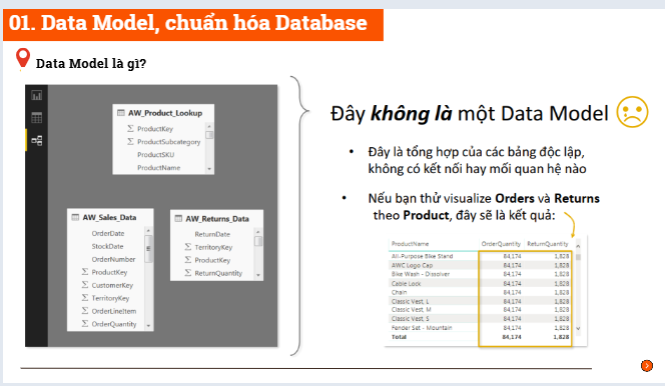 01. Data Model, chuẩn hóa Database
Data Model là gì?
AW_Product_Lookup
ProductKey
ProductSubcategory
ProductSKU
ProductName
AW_Sales_Data
OrderDate
StockDate
OrderNumber
ProductKey
CustomerKey
TerritoryKey
OrderLineItem
OrderQuantity
AW_Returns_Data
ReturnDate
TerritoryKey
ProductKey
ReturnQuantity
Đây không là một Data Model
• Đây là tổng hợp của các bảng độc lập,
không có kết nối hay mối quan hệ nào
• Nếu bạn thử visualize Orders và Returns
theo Product, đây sẽ là kết quả:
ProductName OrderQuantity ReturnQuantity
All-Purpose Bike Stand 84,174 1,828
AWC Logo Cap 84,174 1,828
Bike Wash - Dissolver 84,174 1,828
Cable Lock 84,174 1,828
Chain 84,174 1,828
Classic Vest, L 84,174 1,828
Classic Vest, M 84,174 1,828
Classic Vest, S 84,174 1,828
Fender Set - Mountain 84,174 1,828
Total 84,174 1,828